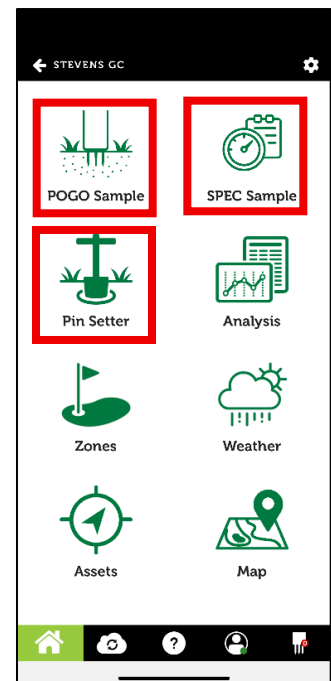 STEVENS GC
POGO Sample SPEC Sample
Pin Setter Analysis
Zones Weather
Assets Map
?